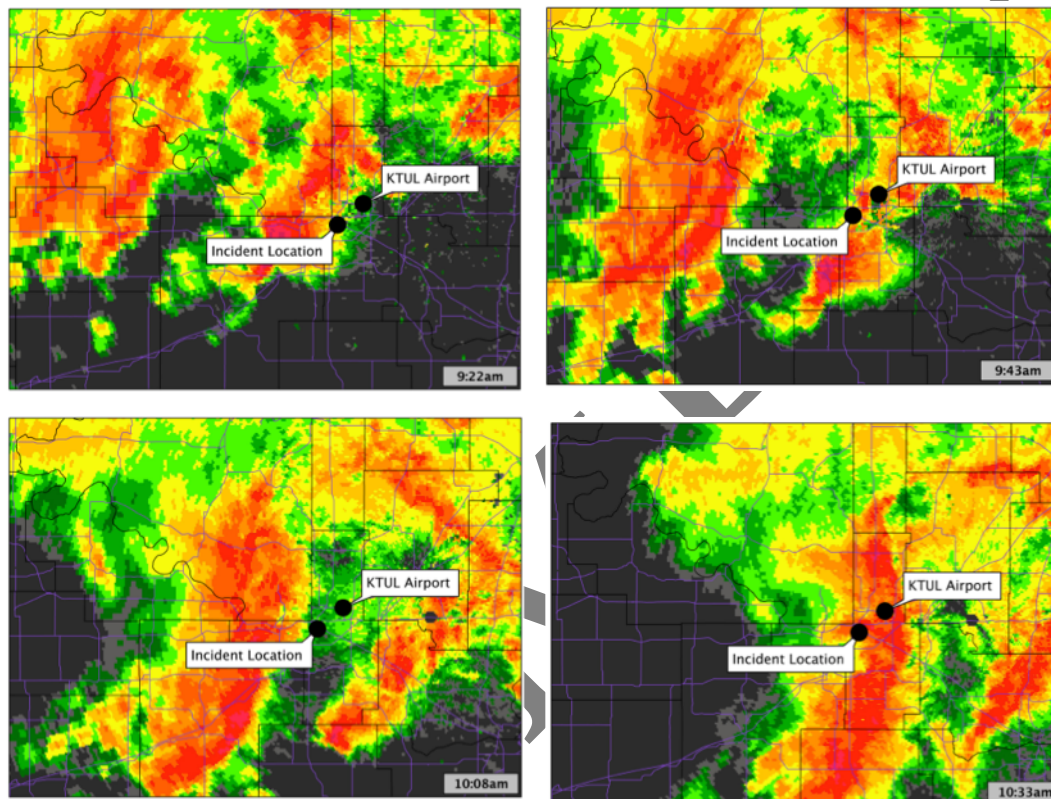 KTUL Airport
Incident Location
9:22am
KTUL Airport
Incident Location
9:43am
KTUL Airport
Incident Location
10:08am
KTUL Airport
Incident Location
10:33am